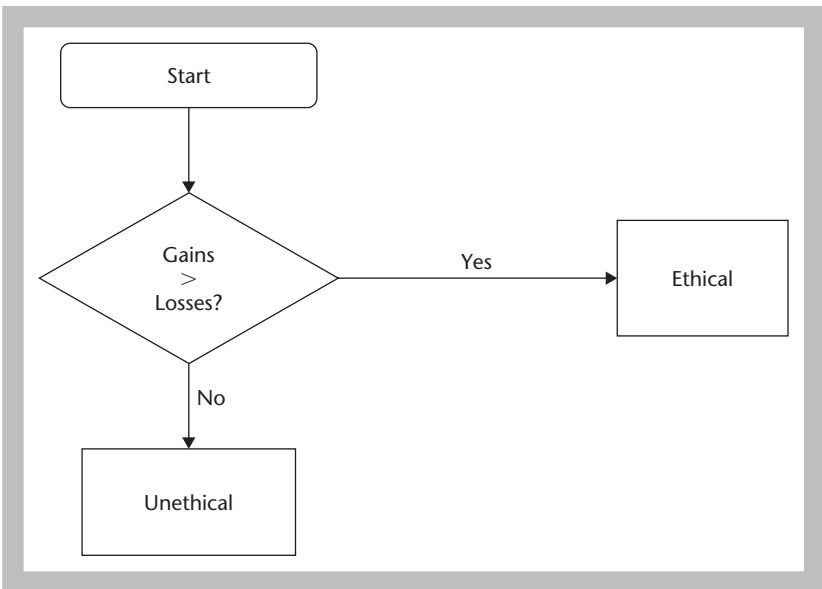 Start
Gains
>
Losses?
Yes
Ethical
No
Unethical